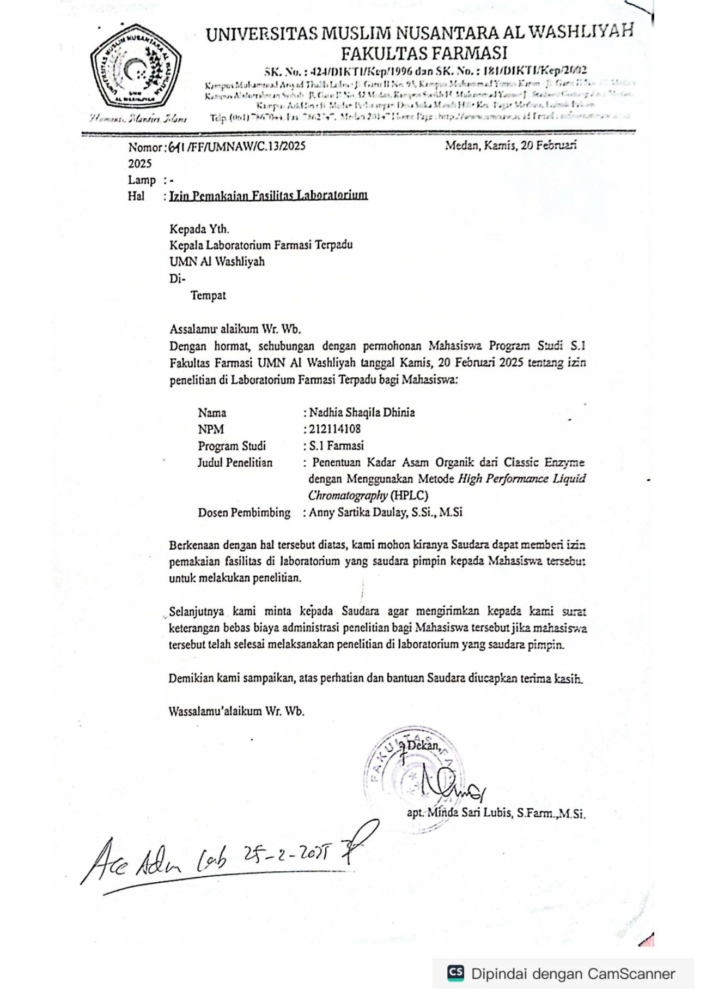 UNIVERSITAS MUSLIM NUSANTARA AL WASHLIYAH
FAKULTAS FARMASI
SK. No. : 424/DIKTI/Kep/1996 dan SK. No. : 181/DIKTI/Kep/2002
UNIVERSITAS MUSLIM NUSANTARA AL WASHLIYAH
UMN
AL WASHLIYAH
Nomor : /FF/UMNAW/C.13/2025 Medan, Kamis, 20 Februari
2025
Lamp : -
Hal : Izin Pemakaian Fasilitas Laboratorium
Kepada Yth.
Kepala Laboratorium Farmasi Terpadu
UMN Al Washliyah
Di-
Tempat
Assalamu' alaikum Wr. Wb.
Dengan hormat, sehubungan dengan permohonan Mahasiswa Program Studi S.1
Fakultas Farmasi UMN Al Washliyah tanggal Kamis, 20 Februari 2025 tentang izin
penelitian di Laboratorium Farmasi Terpadu bagi Mahasiswa:
Nama : Nadhia Shaqila Dhinia
NPM : 212114108
Program Studi : S.1 Farmasi
Judul Penelitian : Penentuan Kadar Asam Organik dari Classic Enzyme
dengan Menggunakan Metode High Performance Liquid
Chromatography (HPLC)
Dosen Pembimbing : Anny Sartika Daulay, S.Si., M.Si
Berkenaan dengan hal tersebut diatas, kami mohon kiranya Saudara dapat memberi izin
pemakaian fasilitas di laboratorium yang saudara pimpin kepada Mahasiswa tersebut
untuk melakukan penelitian.
Selanjutnya kami minta kepada Saudara agar mengirimkan kepada kami surat
keterangan bebas biaya administrasi penelitian bagi Mahasiswa tersebut jika mahasiswa
tersebut telah selesai melaksanakan penelitian di laboratorium yang saudara pimpin.
Demikian kami sampaikan, atas perhatian dan bantuan Saudara diucapkan terima kasih.
Wassalamu'alaikum Wr. Wb.
FAKULTAS
Dekan,
apt. Minda Sari Lubis, S.Farm.,M.Si.
Acc Adm Lab 25-2-2025
CS Dipindai dengan CamScanner